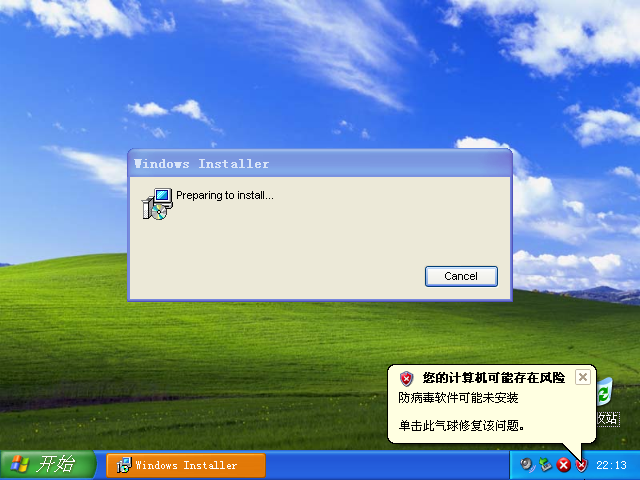 Windows Installer
Preparing to install...
Cancel
您的计算机可能存在风险
防病毒软件可能未安装
单击此气球修复该问题。
收站
开始
Windows Installer
22:13